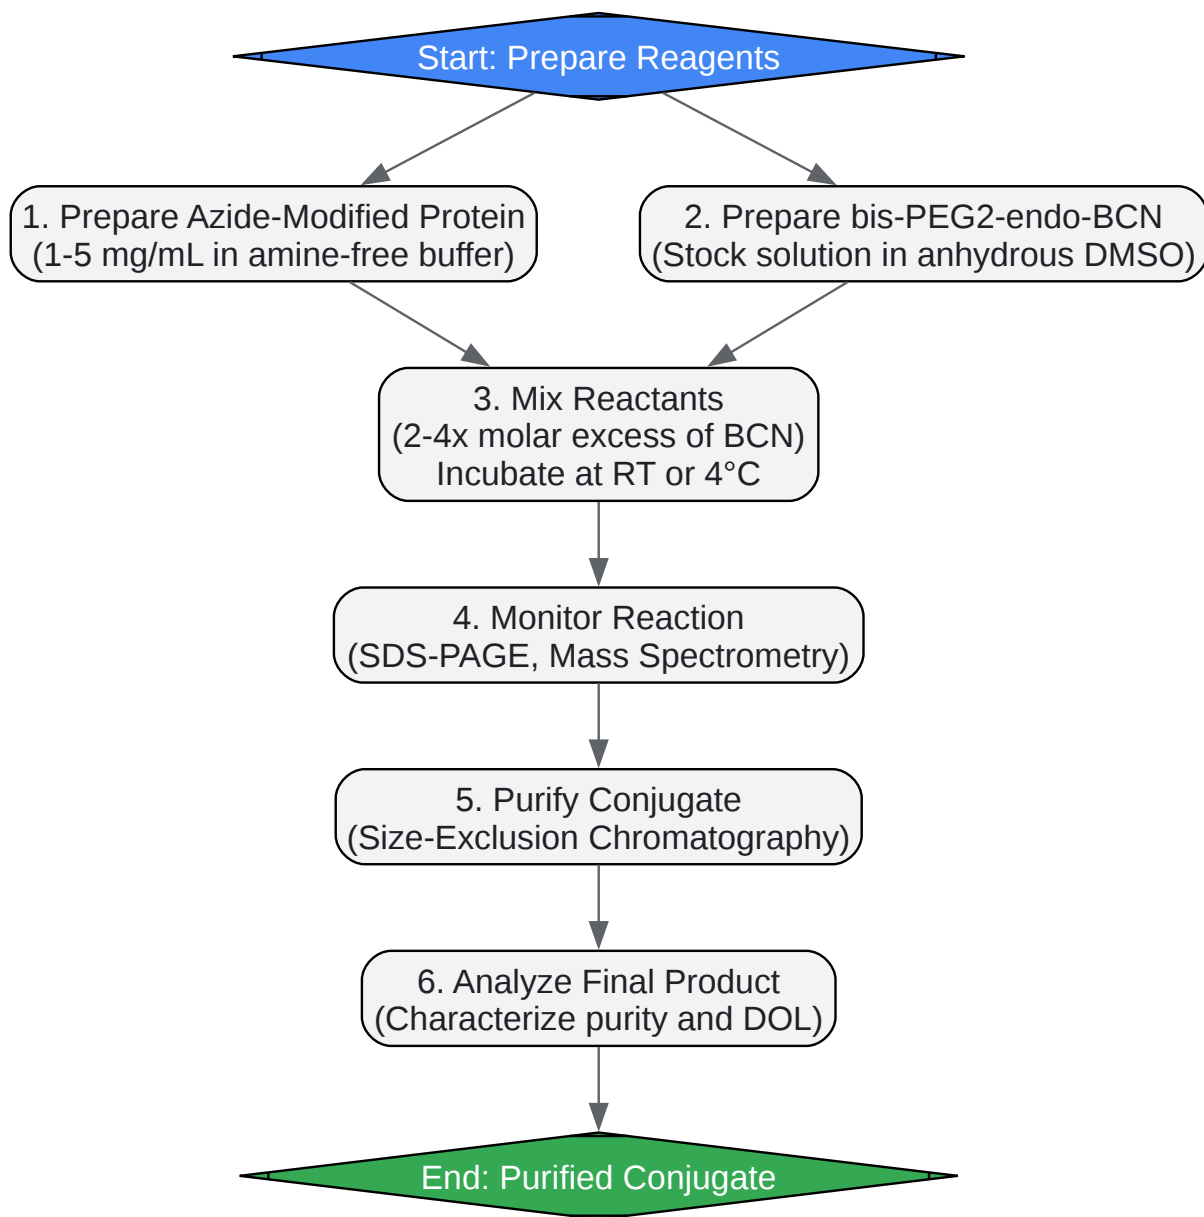 Start: Prepare Reagents
1. Prepare Azide-Modified Protein
(1-5 mg/mL in amine-free buffer)
2. Prepare bis-PEG2-endo-BCN
(Stock solution in anhydrous DMSO)
3. Mix Reactants
(2-4x molar excess of BCN)
Incubate at RT or 4°C
4. Monitor Reaction
(SDS-PAGE, Mass Spectrometry)
5. Purify Conjugate
(Size-Exclusion Chromatography)
6. Analyze Final Product
(Characterize purity and DOL)
End: Purified Conjugate